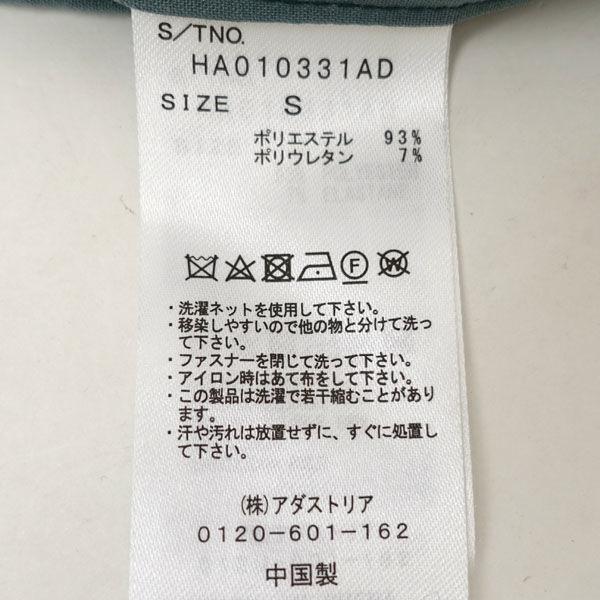 S/TNO.
HA010331AD
SIZE S
ポリエステル 93%
ポリウレタン 7%
F W
・洗濯ネットを使用して下さい。
・移染しやすいので他の物と分けて洗っ
て下さい。
・ファスナーを閉じて洗って下さい。
・アイロン時はあて布をして下さい。
・この製品は洗濯で若干縮むことがあり
ます。
・汗や汚れは放置せずに、すぐに処置し
て下さい。
(株)アダストリア
0120-601-162
中国製